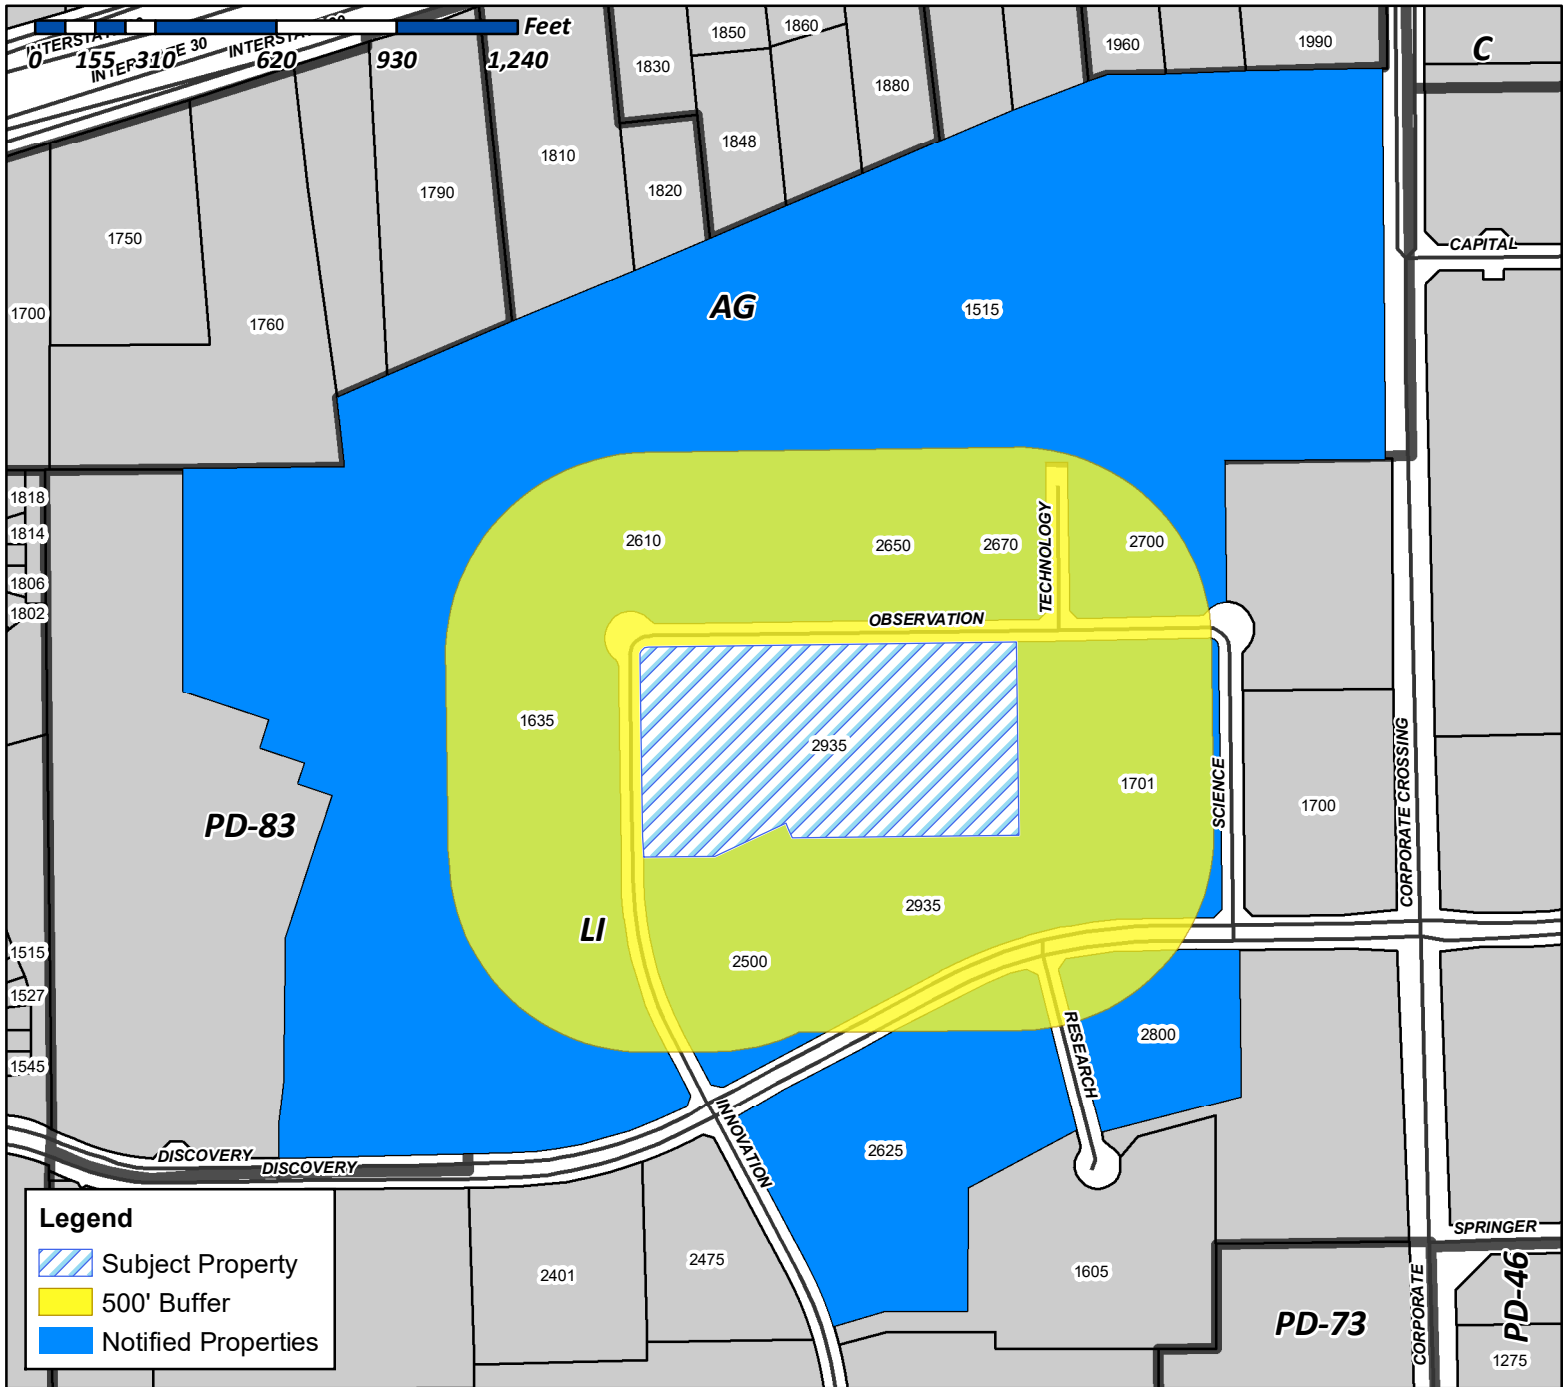 Feet
0 155 310 620 930 1,240
INTERSTATE 30
INTERSTATE 30
1850
1860
1830
1960
1990
C
1880
1848
1810
1820
1790
1750
CAPITAL
AG
1515
1700
1760
1818
1814
1806
1802
2610
2650
2670
TECHNOLOGY
2700
OBSERVATION
1635
2935
1701
SCIENCE
1700
CORPORATE CROSSING
PD-83
LI
2935
2500
1515
1527
1545
RESEARCH
2800
INNOVATION
2625
DISCOVERY
DISCOVERY
2401
2475
1605
SPRINGER
CORPORATE
PD-46
PD-73
1275
Legend
Subject Property
500' Buffer
Notified Properties